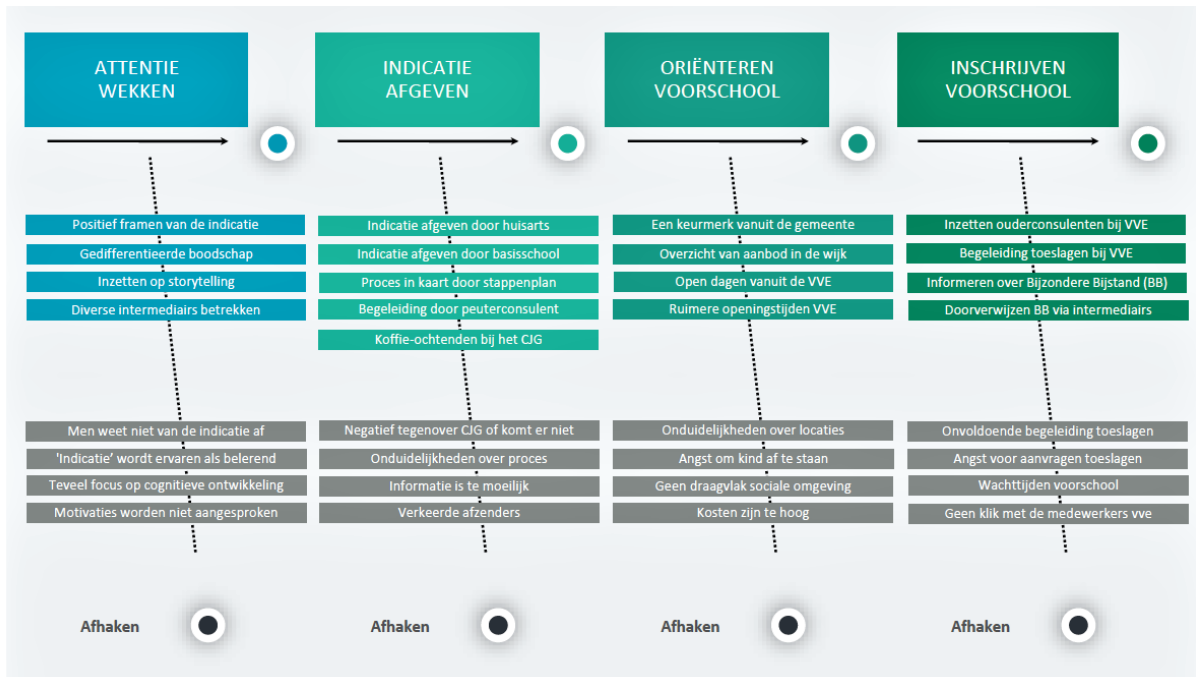 ATTENTIE
WEKKEN
INDICATIE
AFGEVEN
ORIËNTEREN
VOORSCHOOL
INSCHRIJVEN
VOORSCHOOL
Positief framen van de indicatie
Gedifferentieerde boodschap
Inzetten op storytelling
Diverse intermediairs betrekken
Indicatie afgeven door huisarts
Indicatie afgeven door basisschool
Proces in kaart door stappenplan
Begeleiding door peuterconsulent
Koffie-ochtenden bij het CJG
Een keurmerk vanuit de gemeente
Overzicht van aanbod in de wijk
Open dagen vanuit de VVE
Ruimere openingstijden VVE
Inzetten ouderconsulenten bij VVE
Begeleiding toeslagen bij VVE
Informeren over Bijzondere Bijstand (BB)
Doorverwijzen BB via intermediairs
Men weet niet van de indicatie af
'Indicatie’ wordt ervaren als belerend
Teveel focus op cognitieve ontwikkeling
Motivaties worden niet aangesproken
Negatief tegenover CJG of komt er niet
Onduidelijkheden over proces
Informatie is te moeilijk
Verkeerde afzenders
Onduidelijkheden over locaties
Angst om kind af te staan
Geen draagvlak sociale omgeving
Kosten zijn te hoog
Onvoldoende begeleiding toeslagen
Angst voor aanvragen toeslagen
Wachttijden voorschool
Geen klik met de medewerkers vve
Afhaken
Afhaken
Afhaken
Afhaken